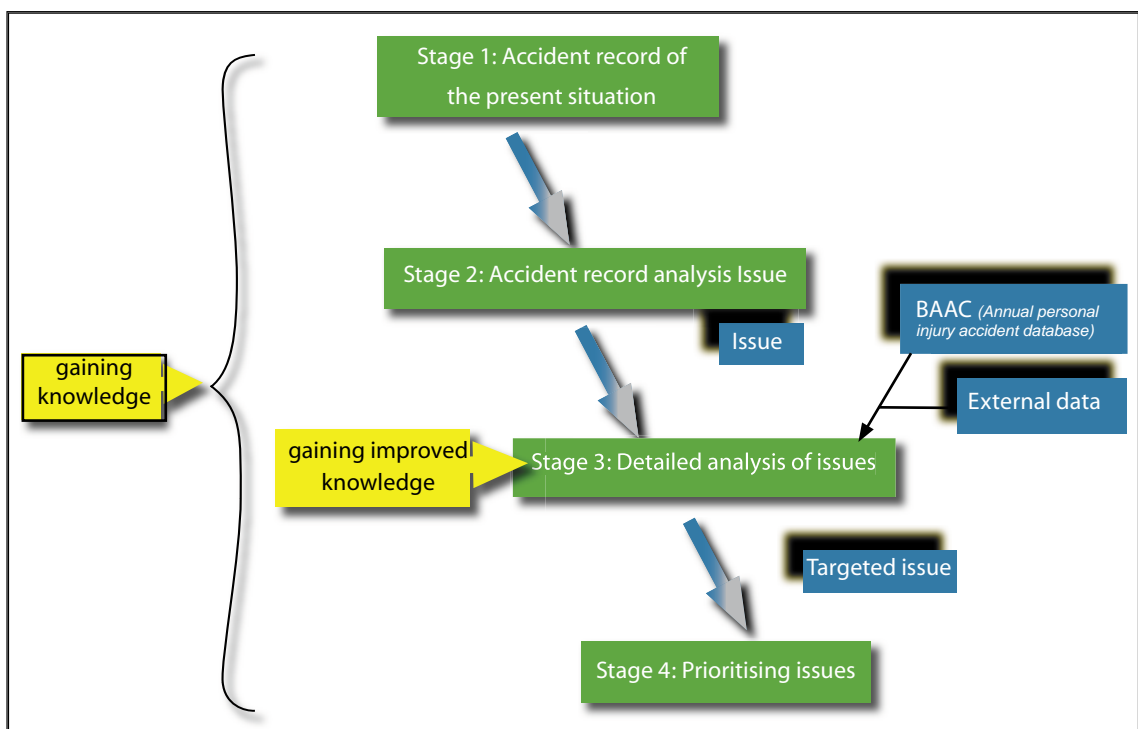 Stage 1: Accident record of
the present situation
Stage 2: Accident record analysis Issue
Issue
BAAC (Annual personal
injury accident database)
External data
gaining
knowledge
gaining improved
knowledge
Stage 3: Detailed analysis of issues
Targeted issue
Stage 4: Prioritising issues